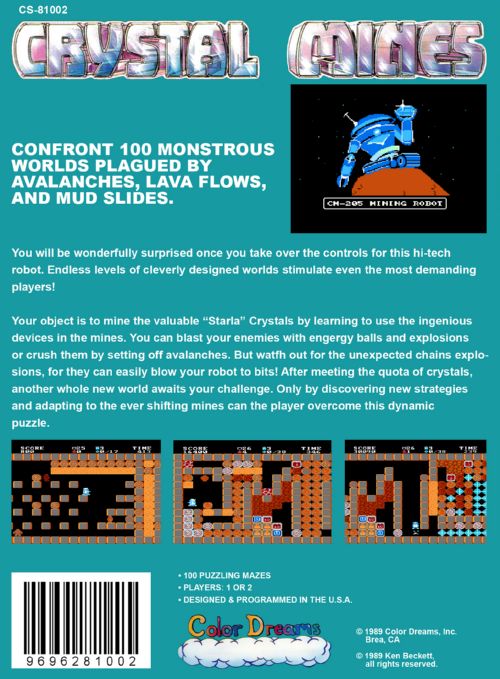 CS-81002
CRYSTAL MINES
CONFRONT 100 MONSTROUS
WORLDS PLAGUED BY
AVALANCHES, LAVA FLOWS,
AND MUD SLIDES.
CM-205 MINING ROBOT
You will be wonderfully surprised once you take over the controls for this hi-tech
robot. Endless levels of cleverly designed worlds stimulate even the most demanding
players!
Your object is to mine the valuable “Starla” Crystals by learning to use the ingenious
devices in the mines. You can blast your enemies with engergy balls and explosions
or crush them by setting off avalanches. But watfh out for the unexpected chains explo-
sions, for they can easily blow your robot to bits! After meeting the quota of crystals,
another whole new world awaits your challenge. Only by discovering new strategies
and adapting to the ever shifting mines can the player overcome this dynamic
puzzle.
SCORE TIME
SCORE TIME
SCORE TIME
• 100 PUZZLING MAZES
• PLAYERS: 1 OR 2
• DESIGNED & PROGRAMMED IN THE U.S.A.
Color Dreams
© 1989 Color Dreams, Inc.
Brea, CA
© 1989 Ken Beckett,
all rights reserved.
9696281002